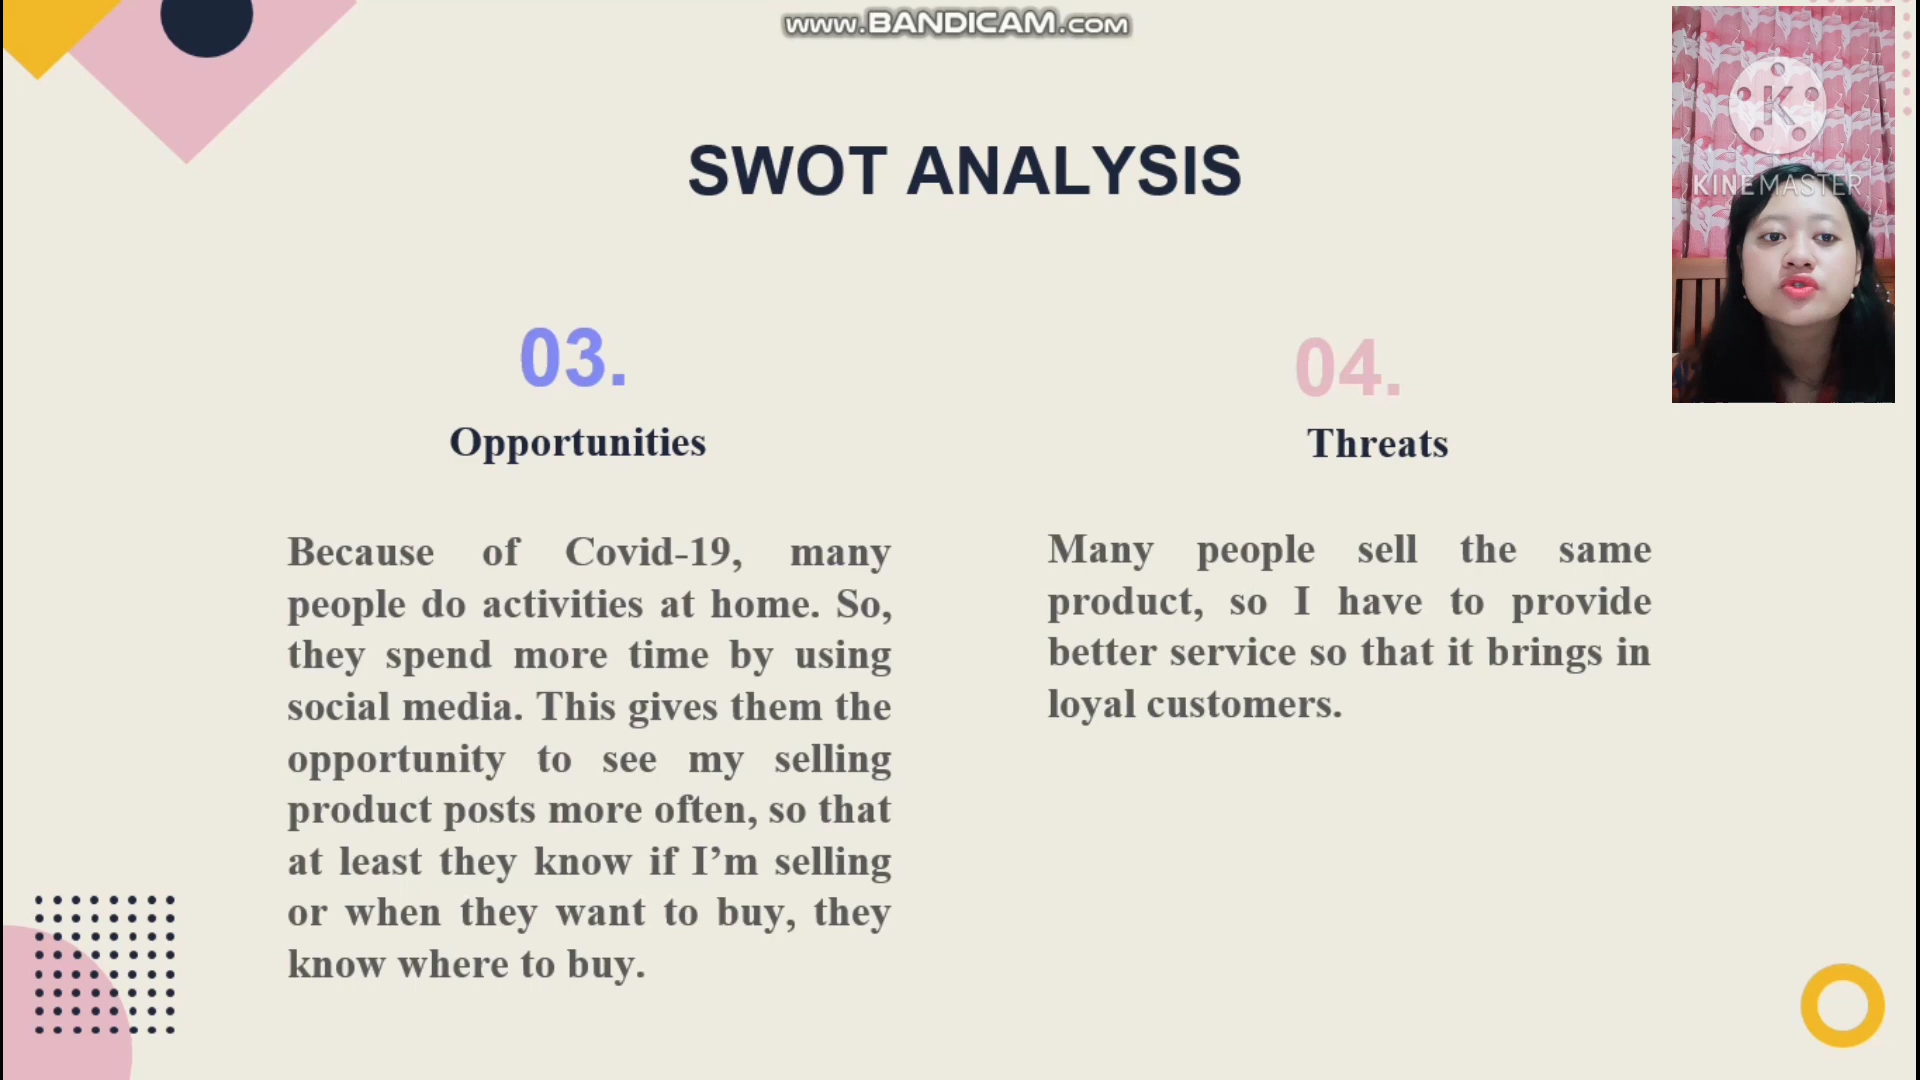 www.BANDICAM.com
K
KINEMASTER
SWOT ANALYSIS
03.
Opportunities
Because of Covid-19, many
people do activities at home. So,
they spend more time by using
social media. This gives them the
opportunity to see my selling
product posts more often, so that
at least they know if I’m selling
or when they want to buy, they
know where to buy.
04.
Threats
Many people sell the same
product, so I have to provide
better service so that it brings in
loyal customers.